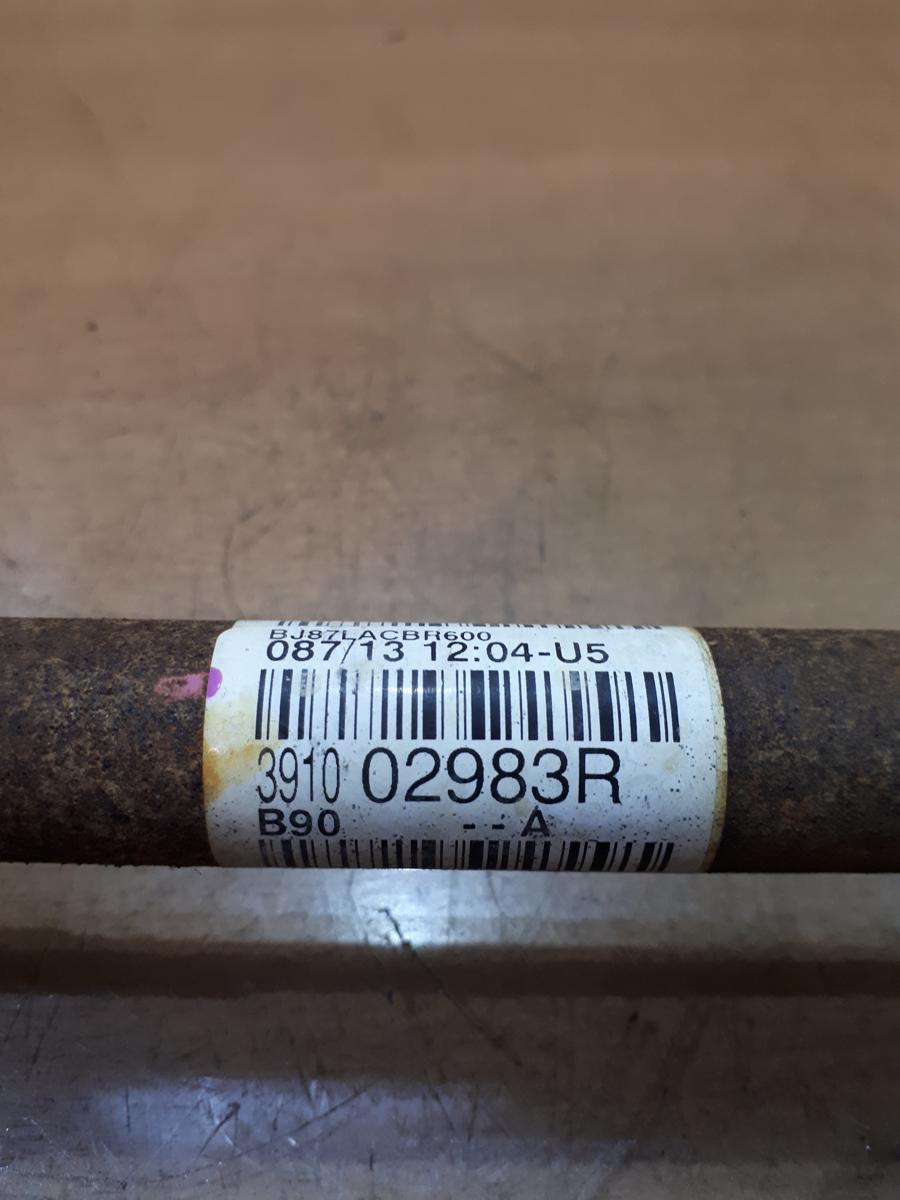 BJ87LACBR600
087/13 12:04-U5
3910 02983R
B90 -- A